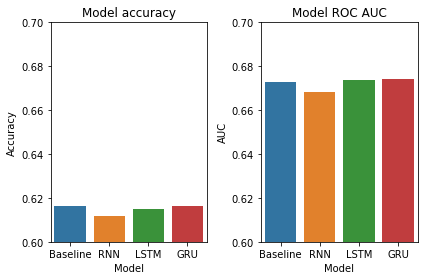 Model accuracy
0.70
0.68
0.66
0.64
0.62
0.60
Accuracy
Baseline RNN LSTM GRU
Model
Model ROC AUC
0.70
0.68
0.66
0.64
0.62
0.60
AUC
Baseline RNN LSTM GRU
Model